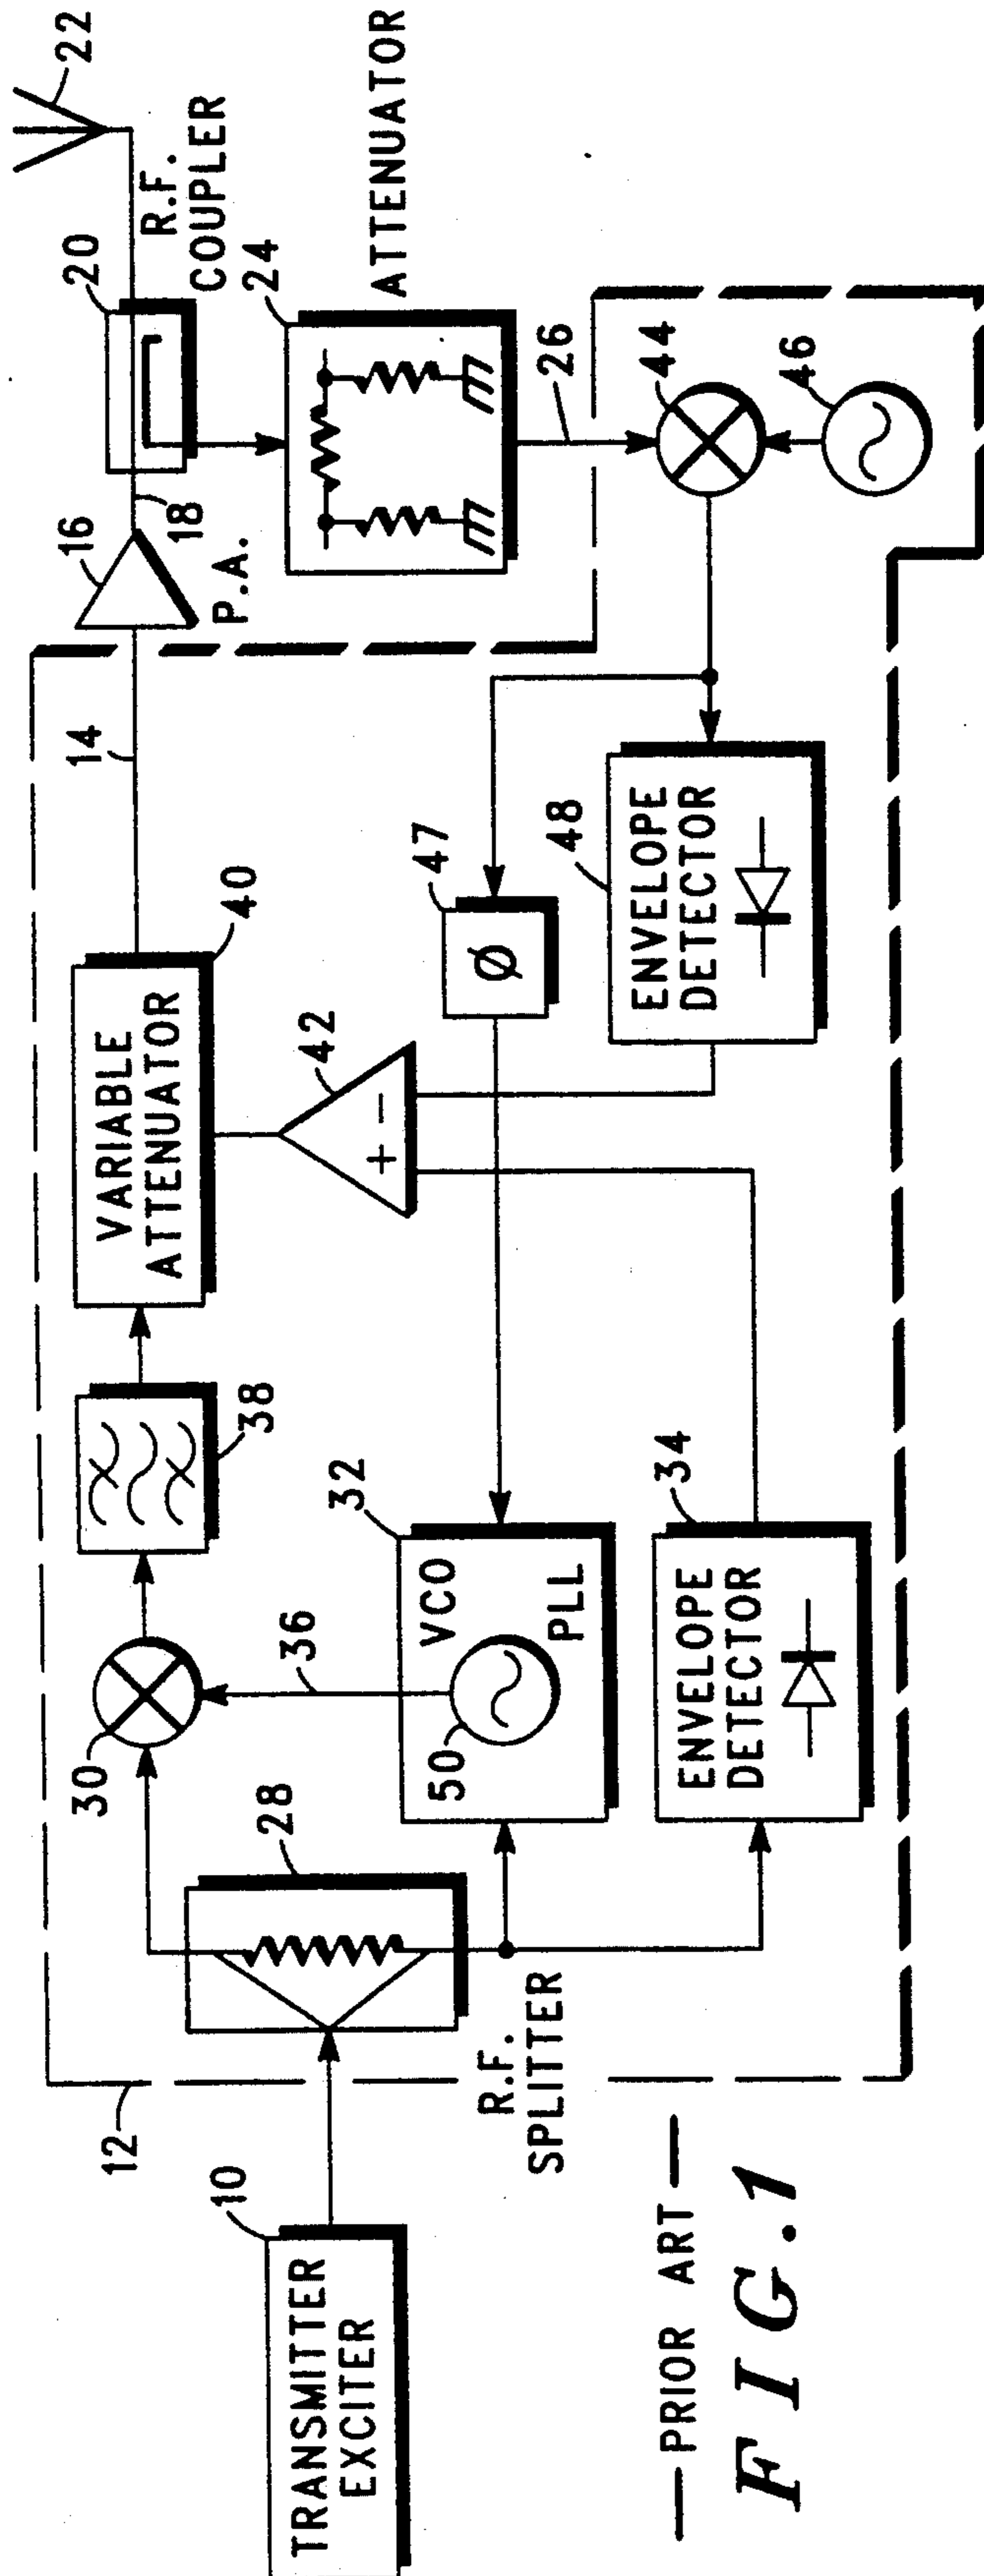 22
20
R.F.
COUPLER
16
18
P.A.
24
ATTENUATOR
26
14
44
46
40
VARIABLE
ATTENUATOR
42
+ -
47
Ø
48
ENVELOPE
DETECTOR
38
30
36
32
VCO
50
PLL
34
ENVELOPE
DETECTOR
28
R.F.
SPLITTER
12
10
TRANSMITTER
EXCITER
—PRIOR ART—
FIG.1